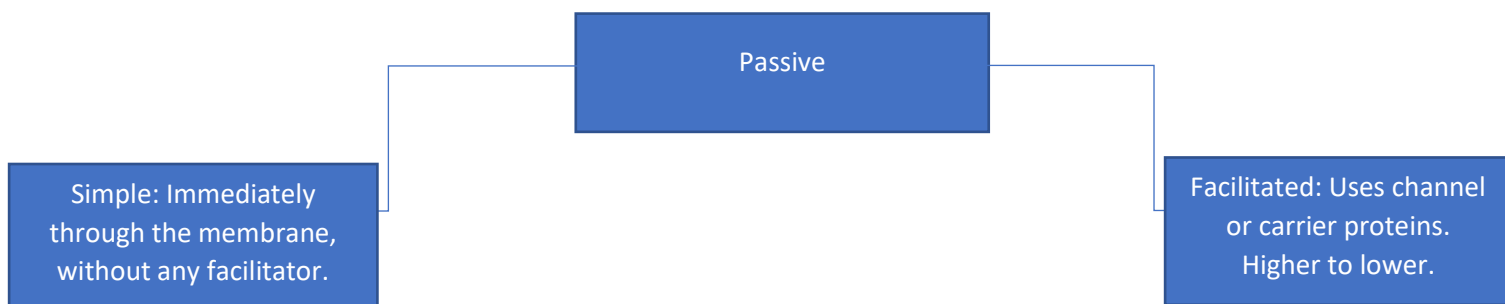 Passive
Simple: Immediately
through the membrane,
without any facilitator.
Facilitated: Uses channel
or carrier proteins.
Higher to lower.